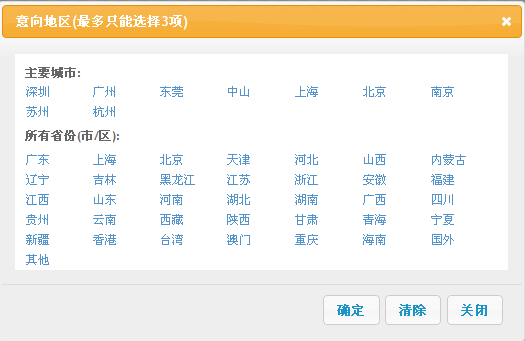 意向地区(最多只能选择3项) ×
主要城市:
深圳 广州 东莞 中山 上海 北京 南京
苏州 杭州
所有省份(市/区):
广东 上海 北京 天津 河北 山西 内蒙古
辽宁 吉林 黑龙江 江苏 浙江 安徽 福建
江西 山东 河南 湖北 湖南 广西 四川
贵州 云南 西藏 陕西 甘肃 青海 宁夏
新疆 香港 台湾 澳门 重庆 海南 国外
其他
确定 清除 关闭